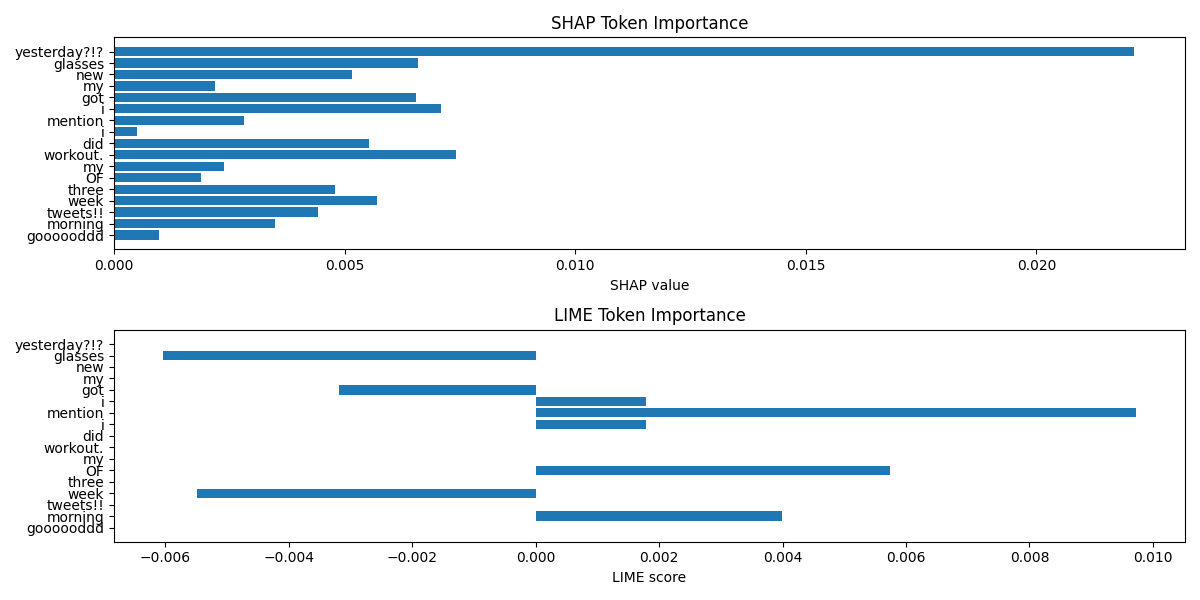 SHAP Token Importance
yesterday?!?
glasses
new
my
got
i
mention
i
did
workout.
my
OF
three
week
tweets!!
morning
goooooddd
0.000 0.005 0.010 0.015 0.020
SHAP value
LIME Token Importance
yesterday?!?
glasses
new
my
got
i
mention
i
did
workout.
my
OF
three
week
tweets!!
morning
goooooddd
−0.006 −0.004 −0.002 0.000 0.002 0.004 0.006 0.008 0.010
LIME score